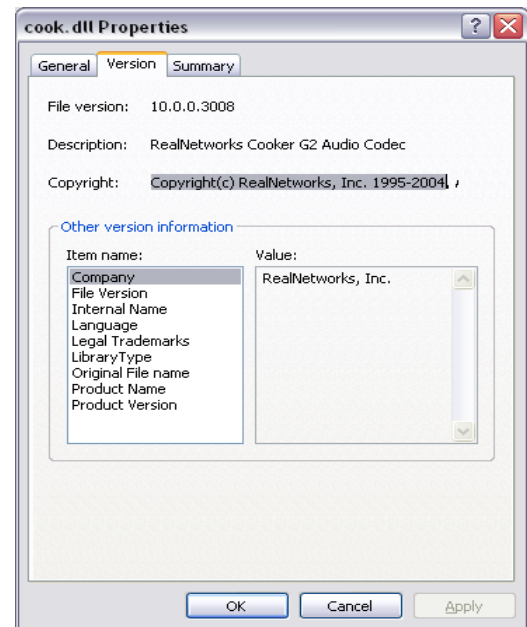 cook.dll Properties
General Version Summary
File version: 10.0.0.3008
Description: RealNetworks Cooker G2 Audio Codec
Copyright: Copyright(c) RealNetworks, Inc. 1995-2004,
Other version information
Item name: Value:
Company RealNetworks, Inc.
File Version
Internal Name
Language
Legal Trademarks
LibraryType
Original File name
Product Name
Product Version
OK Cancel Apply